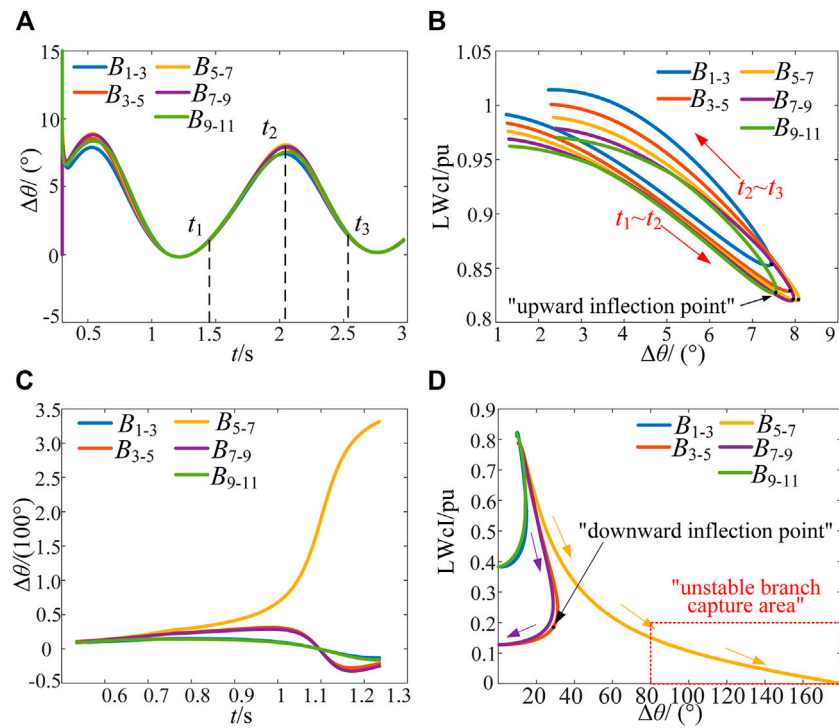 A
15
10
5
0
-5
Δθ/ (°)
0.5
1
1.5
2
2.5
3
t/s
B1-3
B3-5
B5-7
B7-9
B9-11
t1
t2
t3
B
1.05
1
0.95
0.9
0.85
0.8
LWcI/pu
1
2
3
4
5
6
7
8
9
Δθ/ (°)
B1-3
B3-5
B5-7
B7-9
B9-11
t2~t3
t1~t2
"upward inflection point"
C
3.5
3.0
2.5
2.0
1.5
1.0
0.5
0
-0.5
Δθ/(100°)
0.6
0.7
0.8
0.9
1
1.1
1.2
1.3
t/s
B1-3
B3-5
B5-7
B7-9
B9-11
D
0.9
0.8
0.7
0.6
0.5
0.4
0.3
0.2
0.1
0
LWcI/pu
20
40
60
80
100
120
140
160
Δθ/ (°)
B1-3
B3-5
B5-7
B7-9
B9-11
"downward inflection point"
"unstable branch
capture area"